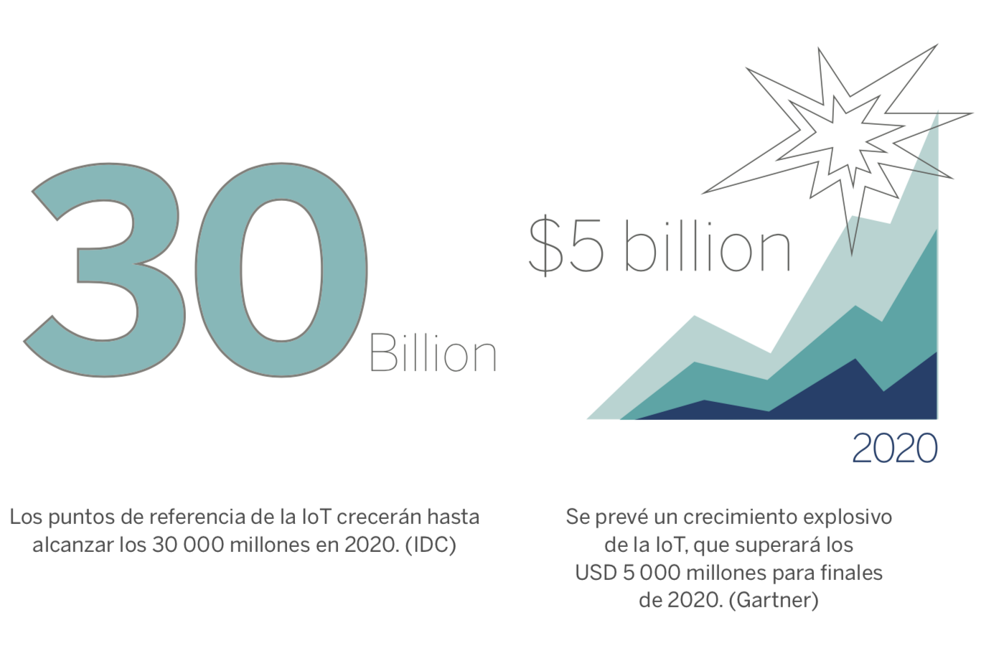 30
Billion
Los puntos de referencia de la IoT crecerán hasta
alcanzar los 30 000 millones en 2020. (IDC)
$5 billion
2020
Se prevé un crecimiento explosivo
de la IoT, que superará los
USD 5 000 millones para finales
de 2020. (Gartner)